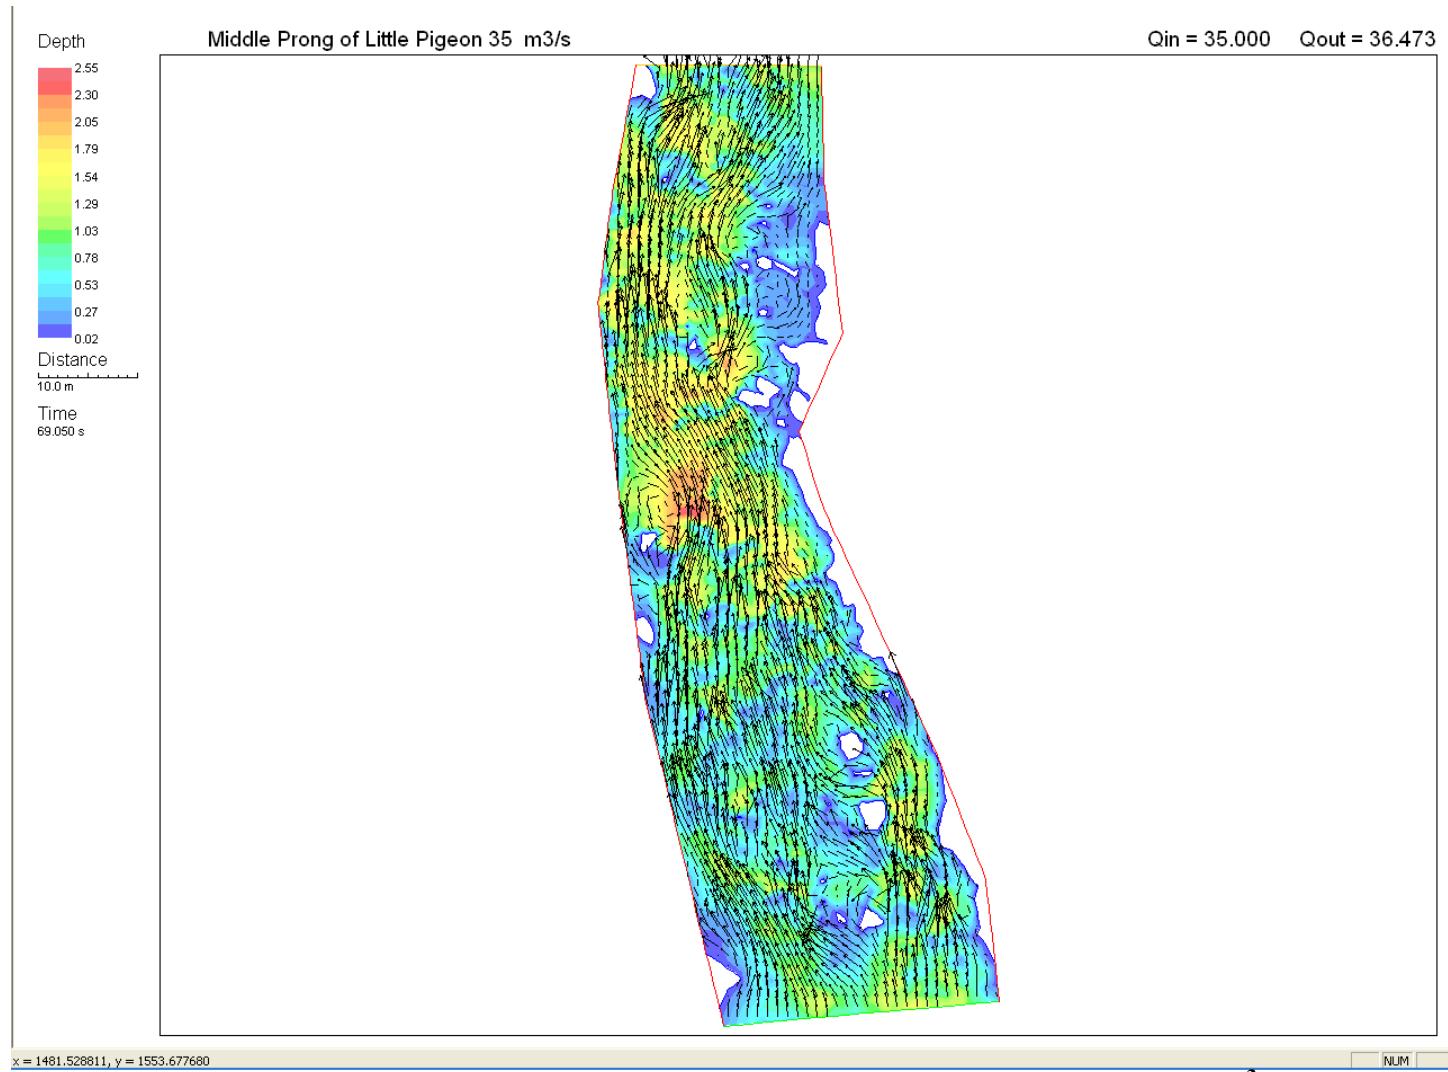 Depth
Middle Prong of Little Pigeon 35 m3/s
Qin = 35.000 Qout = 36.473
2.55
2.30
2.05
1.79
1.54
1.29
1.03
0.78
0.53
0.27
0.02
Distance
10.0 m
Time
69.050 s
x = 1481.528811, y = 1553.677680
NUM